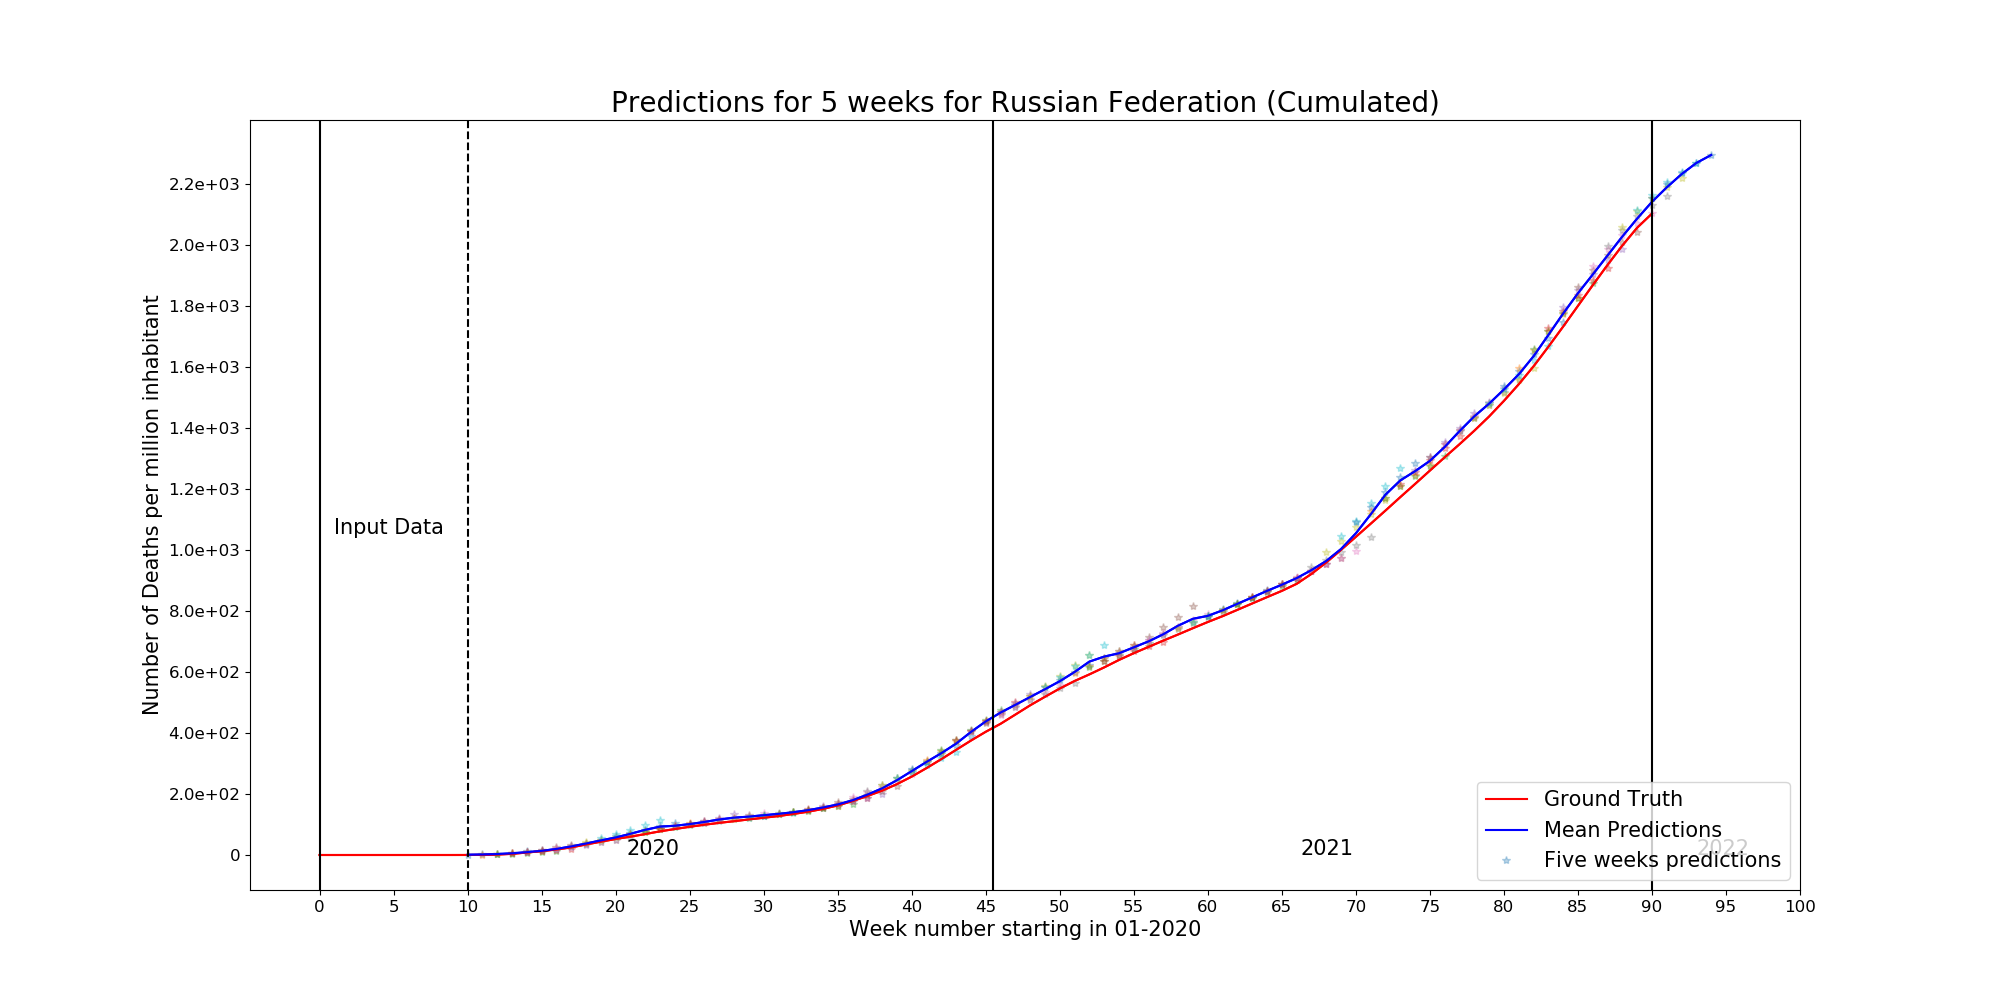 Predictions for 5 weeks for Russian Federation (Cumulated)
2.2e+03
2.0e+03
1.8e+03
1.6e+03
1.4e+03
1.2e+03
1.0e+03
8.0e+02
6.0e+02
4.0e+02
2.0e+02
0
Number of Deaths per million inhabitant
Input Data
2020
2021
2022
Ground Truth
Mean Predictions
Five weeks predictions
0 5 10 15 20 25 30 35 40 45 50 55 60 65 70 75 80 85 90 95 100
Week number starting in 01-2020